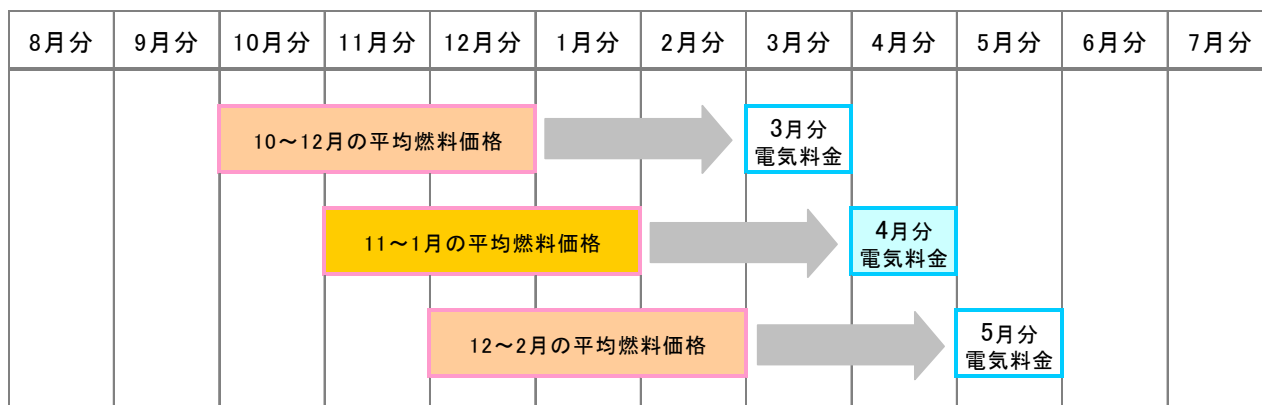 8月分 9月分 10月分 11月分 12月分 1月分 2月分 3月分 4月分 5月分 6月分 7月分
10～12月の平均燃料価格
3月分
電気料金
11～1月の平均燃料価格
4月分
電気料金
12～2月の平均燃料価格
5月分
電気料金